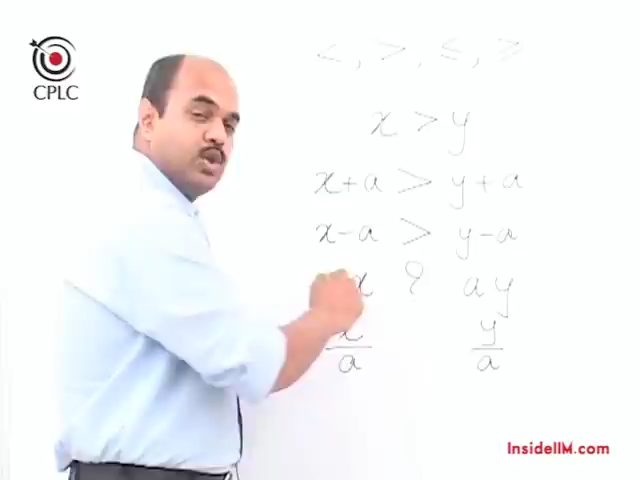 CPLC
<, >, ≤, ≥
x > y
x+a > y+a
x-a > y-a
x ? ay
x/a y/a
InsideIIM.com